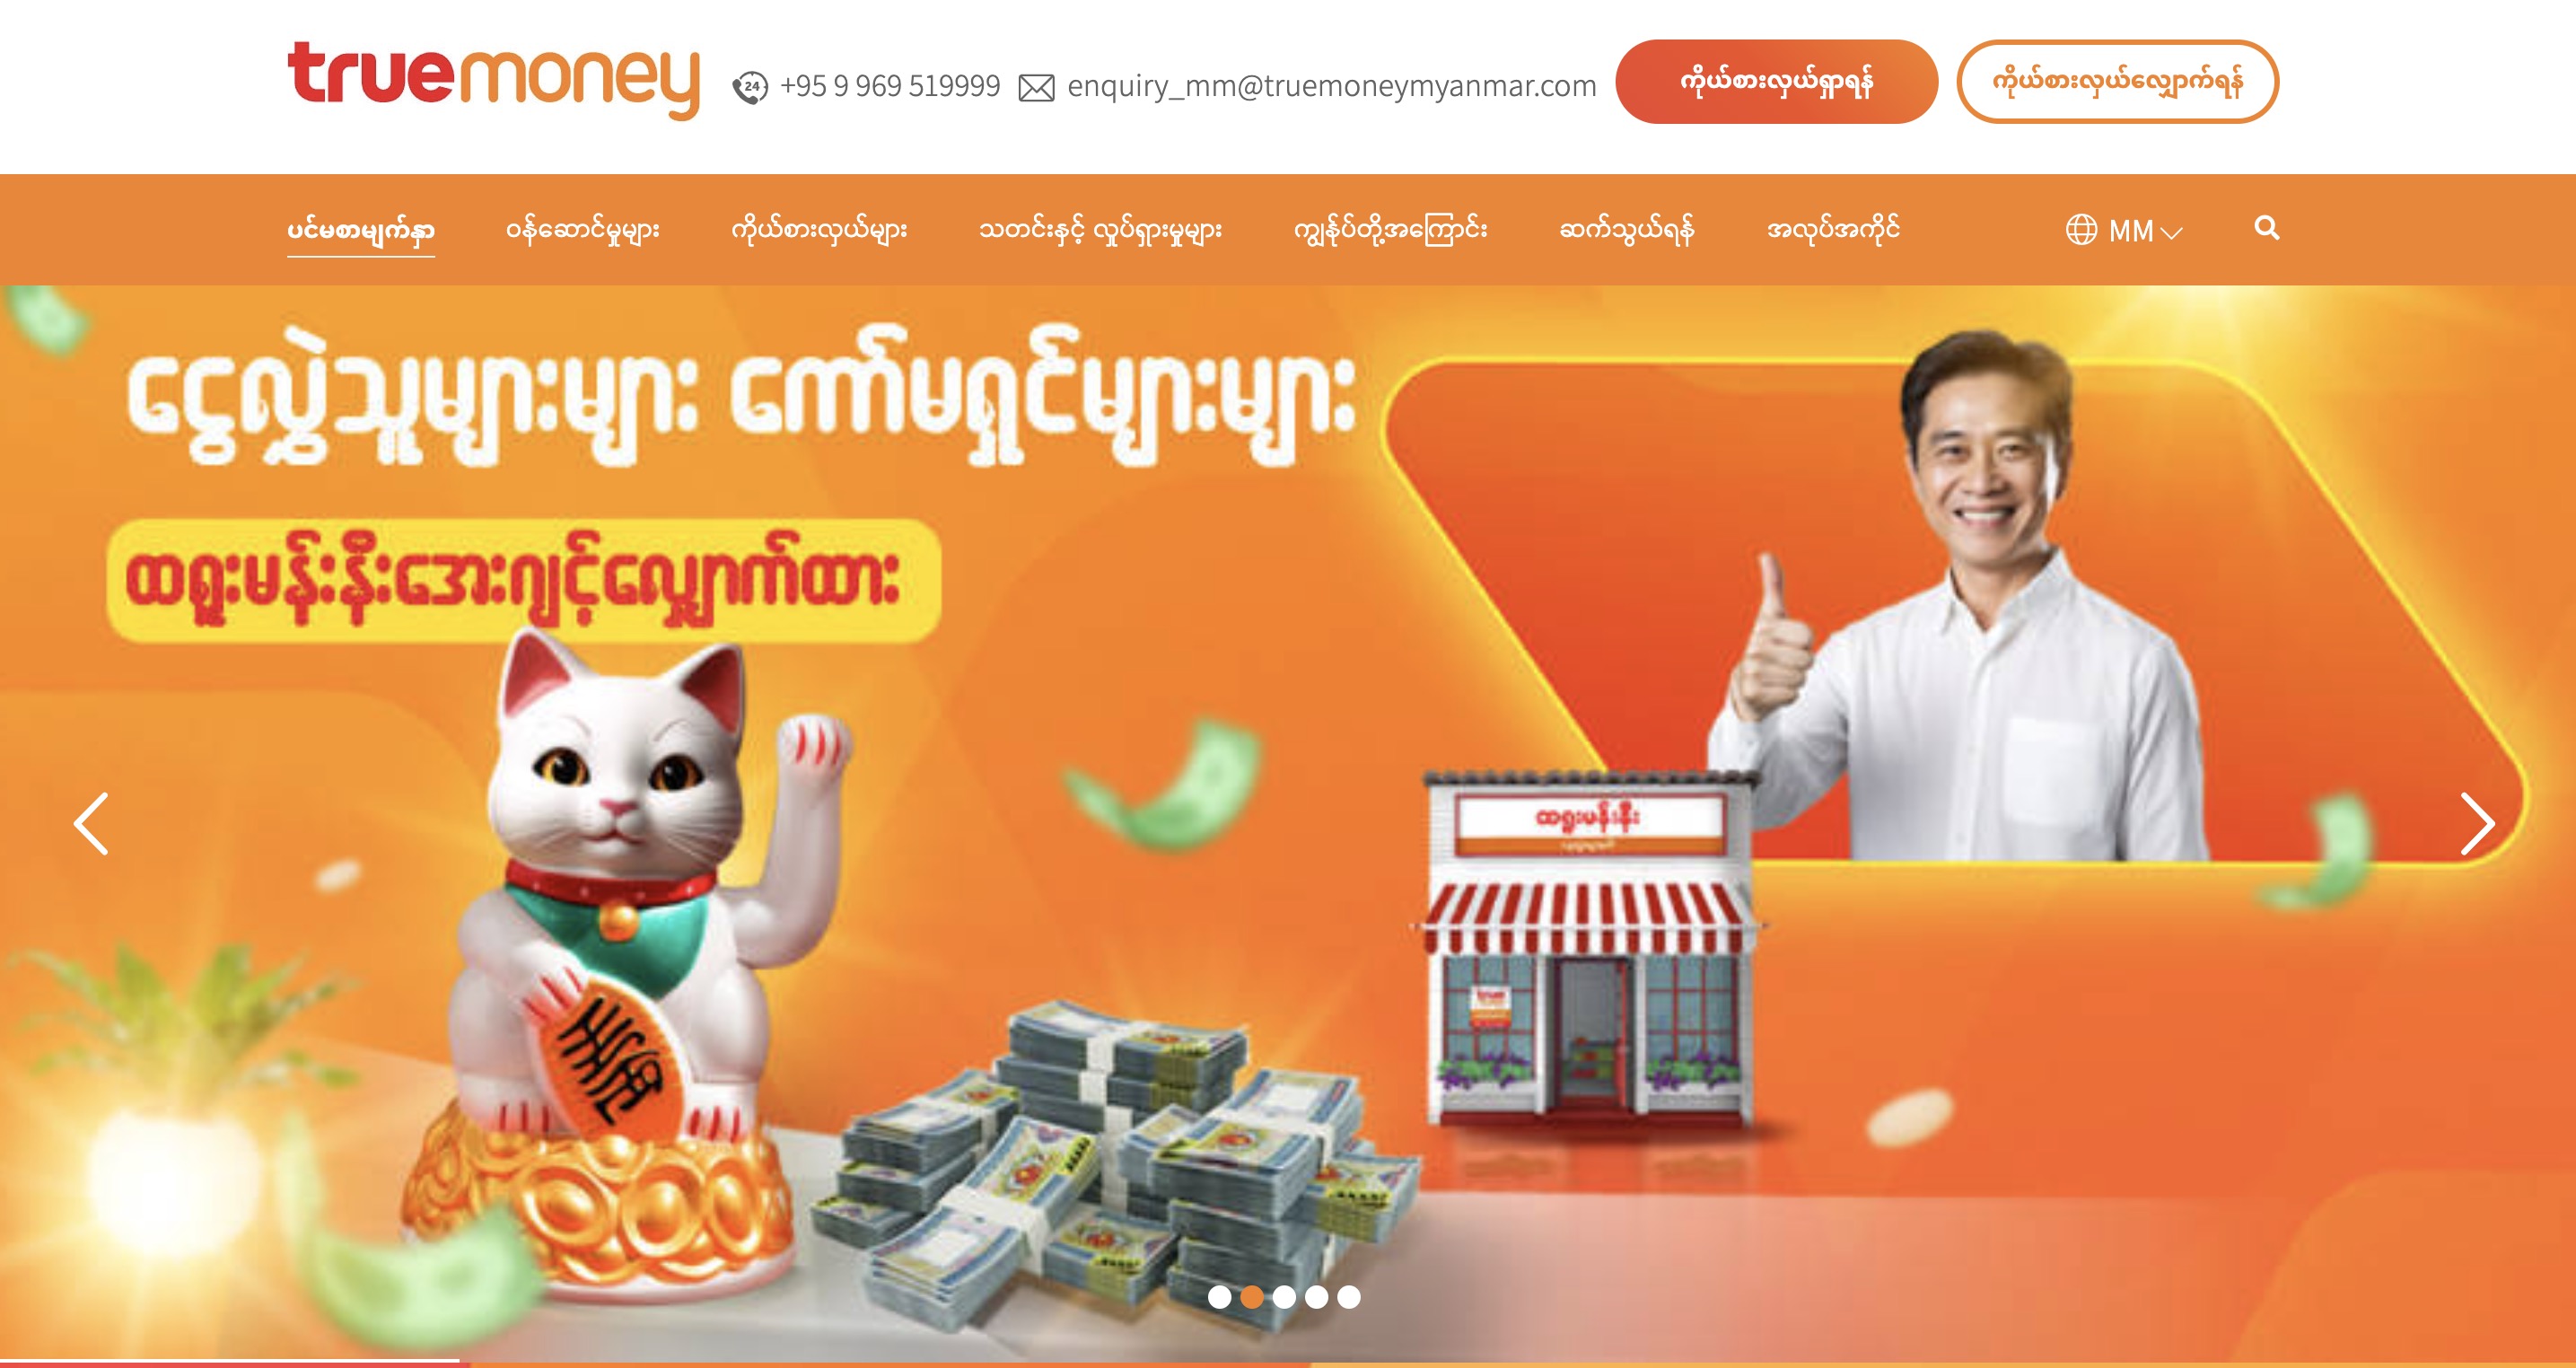 truemoney
24 +95 9 969 519999 enquiry_mm@truemoneymyanmar.com ကိုယ်စားလှယ်ရှာရန် ကိုယ်စားလှယ်လျှောက်ရန်
ပင်မစာမျက်နှာ ဝန်ဆောင်မှုများ ကိုယ်စားလှယ်များ သတင်းနှင့် လှုပ်ရှားမှုများ ကျွန်ုပ်တို့အကြောင်း ဆက်သွယ်ရန် အလုပ်အကိုင် MM
ငွေလွှဲသူများများ ကော်မရှင်များများ
ထရူးမန်းနီးအေးဂျင့်လျှောက်ထား
ထရူးမန်းနီး
true